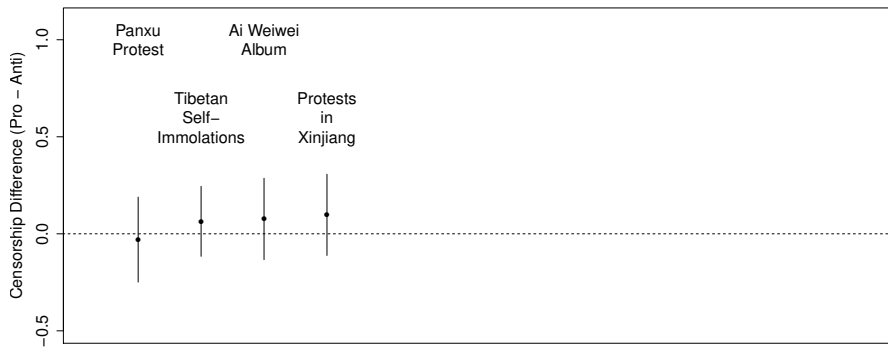 Panxu
Protest
Ai Weiwei
Album
Tibetan
Self−
Immolations
Protests
in
Xinjiang
Censorship Difference (Pro − Anti)
1.0
0.5
0.0
−0.5